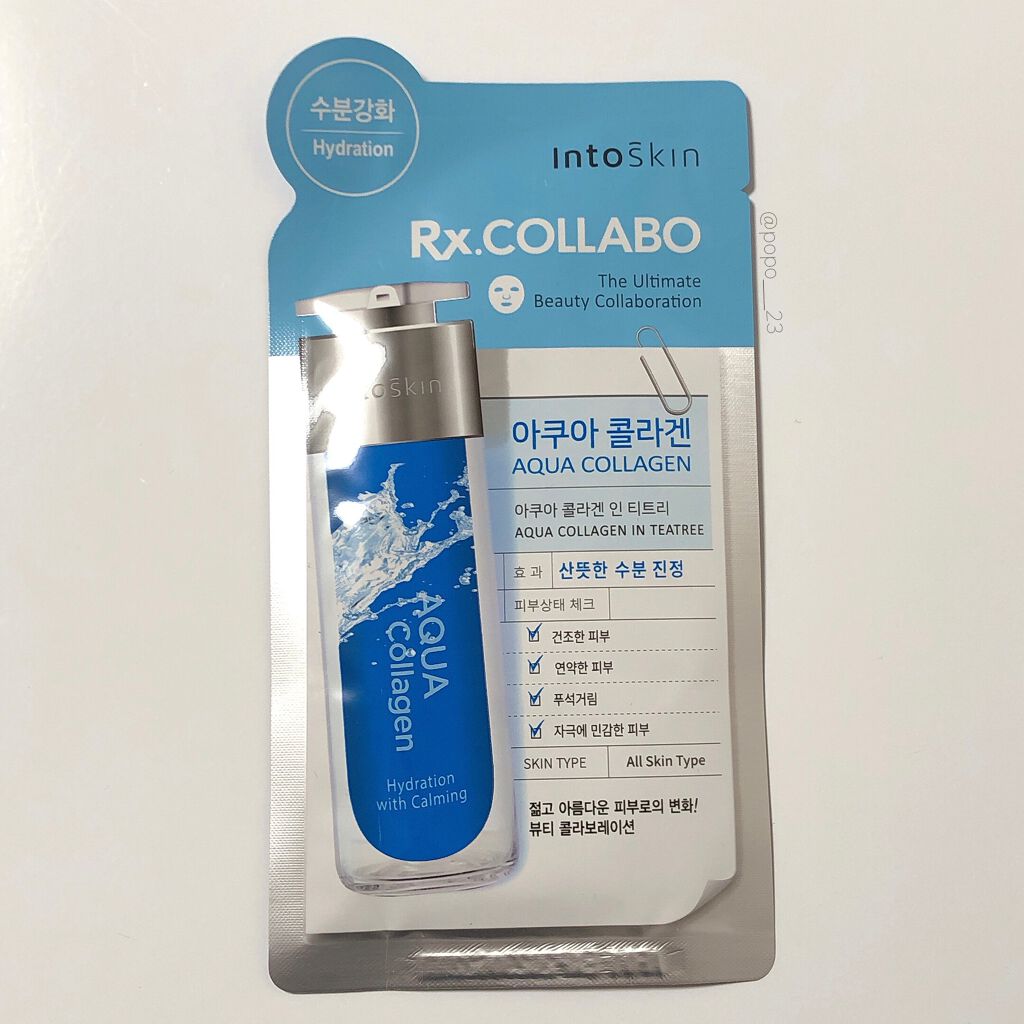 수분강화
Hydration
IntoSkin
Rx.COLLABO
The Ultimate
Beauty Collaboration
@popo__23
toSkin
아쿠아 콜라겐
AQUA COLLAGEN
아쿠아 콜라겐 인 티트리
AQUA COLLAGEN IN TEATREE
효과 산뜻한 수분 진정
피부상태 체크
건조한 피부
연약한 피부
푸석거림
자극에 민감한 피부
SKIN TYPE All Skin Type
젊고 아름다운 피부로의 변화!
뷰티 콜라보레이션
AQUA
Collagen
Hydration
with Calming